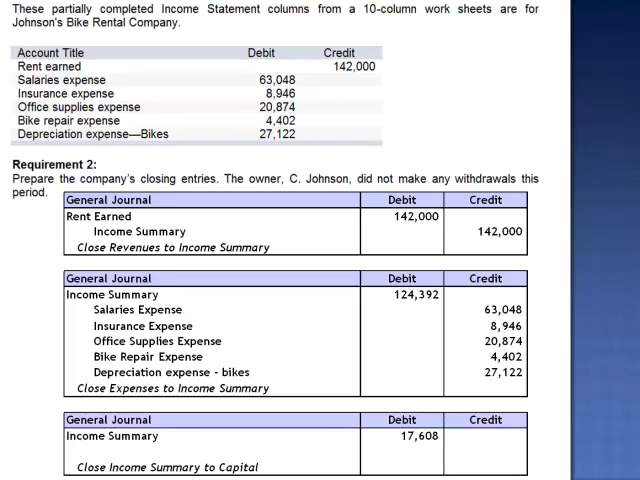 These partially completed Income Statement columns from a 10-column work sheets are for
Johnson's Bike Rental Company.
Account Title Debit Credit
Rent earned 142,000
Salaries expense 63,048
Insurance expense 8,946
Office supplies expense 20,874
Bike repair expense 4,402
Depreciation expense—Bikes 27,122
Requirement 2:
Prepare the company's closing entries. The owner, C. Johnson, did not make any withdrawals this
period.
General Journal Debit Credit
Rent Earned 142,000
Income Summary 142,000
Close Revenues to Income Summary
General Journal Debit Credit
Income Summary 124,392
Salaries Expense 63,048
Insurance Expense 8,946
Office Supplies Expense 20,874
Bike Repair Expense 4,402
Depreciation expense - bikes 27,122
Close Expenses to Income Summary
General Journal Debit Credit
Income Summary 17,608
Close Income Summary to Capital